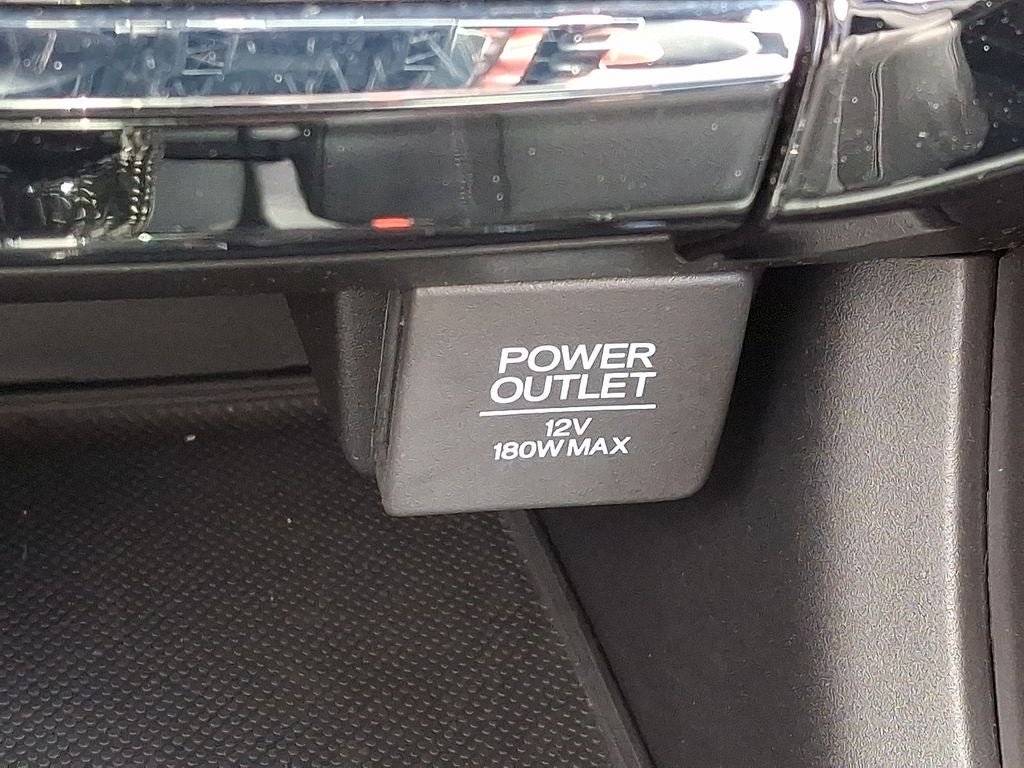 POWER
OUTLET
12V
180W MAX